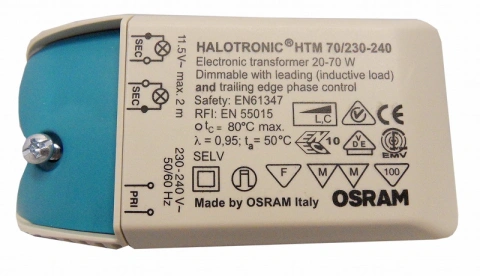 HALOTRONIC® HTM 70/230-240
Electronic transformer 20-70 W
Dimmable with leading (inductive load)
and trailing edge phase control
Safety: EN61347
RFI: EN 55015
tc = 80°C max.
λ = 0,95; ta = 50°C
SELV
L,C
CE
10
VDE
EMV
F
M
M
100
Made by OSRAM Italy
OSRAM
SEC
SEC
11.5V~ max. 2 m
PRI
230-240 V~
50/60 Hz